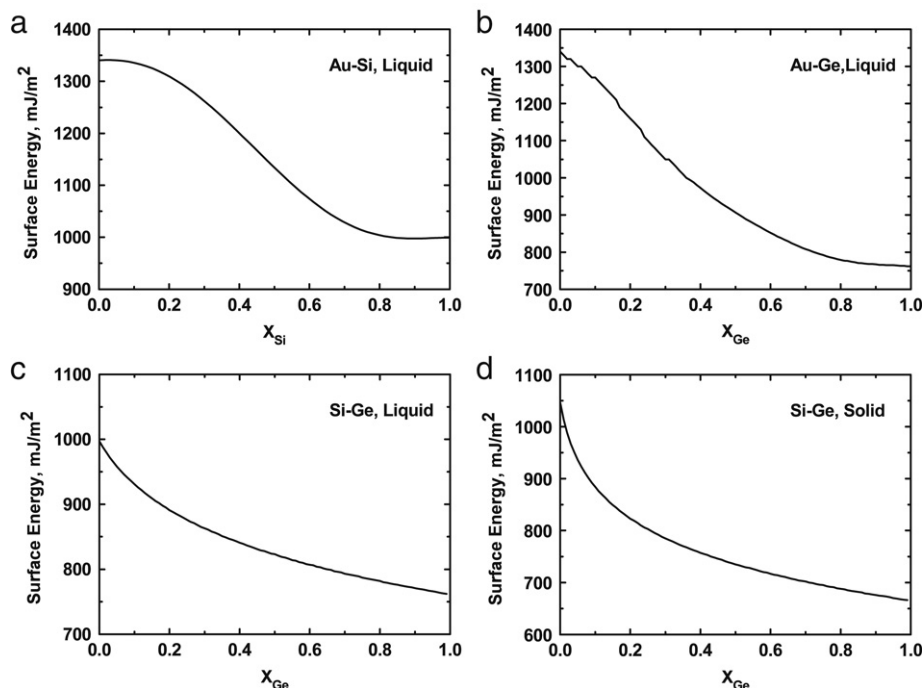 a
1400
1300
1200
1100
1000
900
Surface Energy, mJ/m²
Au-Si, Liquid
0.0 0.2 0.4 0.6 0.8 1.0
X_Si
b
1400
1300
1200
1100
1000
900
800
700
Surface Energy, mJ/m²
Au-Ge,Liquid
0.0 0.2 0.4 0.6 0.8 1.0
X_Ge
c
1100
1000
900
800
700
Surface Energy, mJ/m²
Si-Ge, Liquid
0.0 0.2 0.4 0.6 0.8 1.0
X_Ge
d
1100
1000
900
800
700
600
Surface Energy, mJ/m²
Si-Ge, Solid
0.0 0.2 0.4 0.6 0.8 1.0
X_Ge